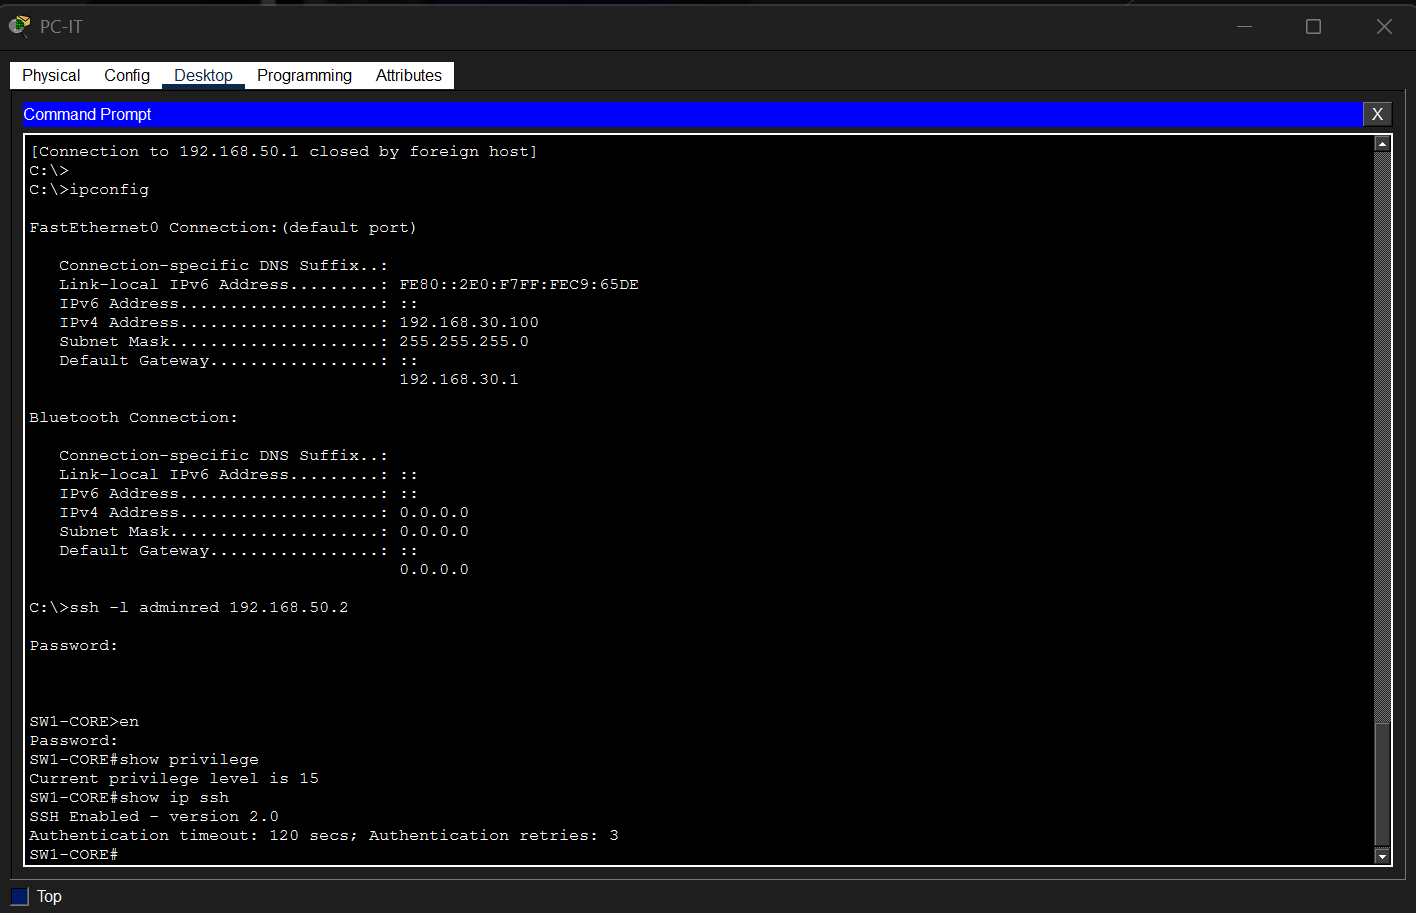 PC-IT
Physical Config Desktop Programming Attributes
Command Prompt X
[Connection to 192.168.50.1 closed by foreign host]
C:\>
C:\>ipconfig
FastEthernet0 Connection:(default port)
Connection-specific DNS Suffix..:
Link-local IPv6 Address.........: FE80::2E0:F7FF:FEC9:65DE
IPv6 Address....................: ::
IPv4 Address....................: 192.168.30.100
Subnet Mask.....................: 255.255.255.0
Default Gateway.................: ::
192.168.30.1
Bluetooth Connection:
Connection-specific DNS Suffix..:
Link-local IPv6 Address.........: ::
IPv6 Address....................: ::
IPv4 Address....................: 0.0.0.0
Subnet Mask.....................: 0.0.0.0
Default Gateway.................: ::
0.0.0.0
C:\>ssh -l adminred 192.168.50.2
Password:
SW1-CORE>en
Password:
SW1-CORE#show privilege
Current privilege level is 15
SW1-CORE#show ip ssh
SSH Enabled - version 2.0
Authentication timeout: 120 secs; Authentication retries: 3
SW1-CORE#
Top